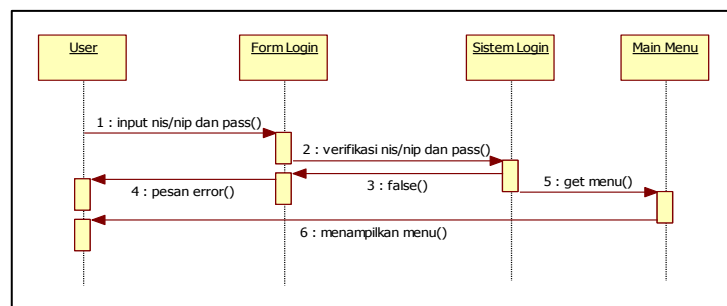 User
Form Login
Sistem Login
Main Menu
1 : input nis/nip dan pass()
2 : verifikasi nis/nip dan pass()
3 : false()
4 : pesan error()
5 : get menu()
6 : menampilkan menu()